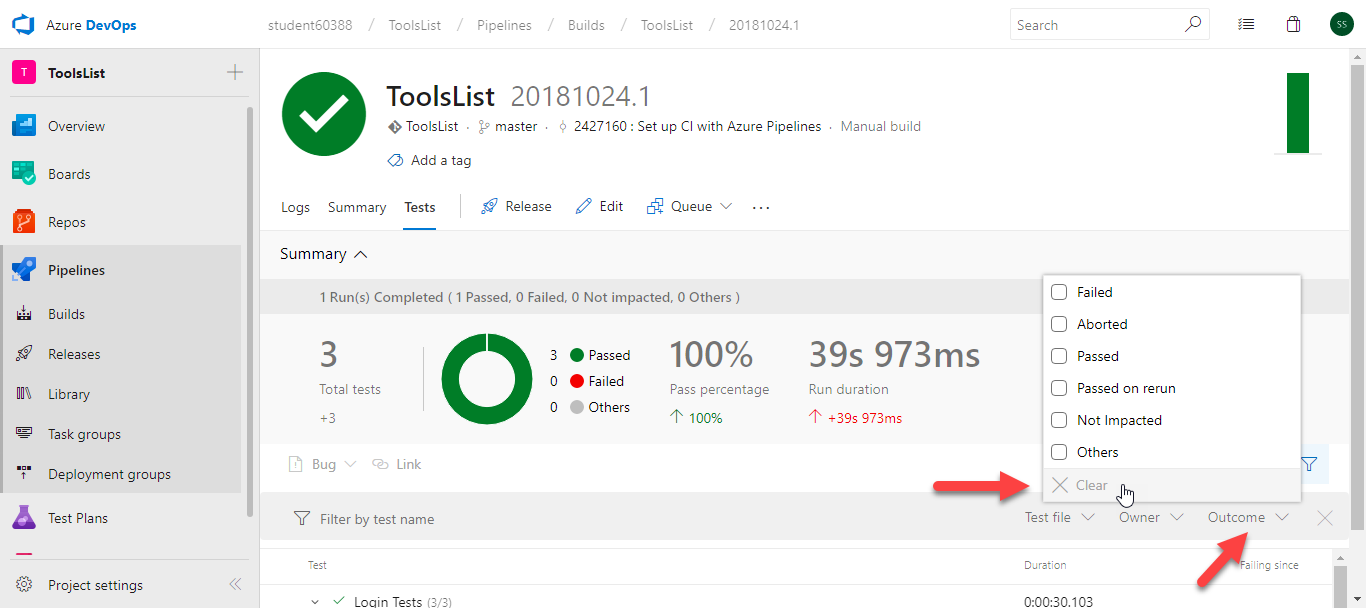 Azure DevOps
student60388 / ToolsList / Pipelines / Builds / ToolsList / 20181024.1
Search
SS
T ToolsList
Overview
Boards
Repos
Pipelines
Builds
Releases
Library
Task groups
Deployment groups
Test Plans
Project settings
ToolsList 20181024.1
ToolsList · master · 2427160 : Set up CI with Azure Pipelines · Manual build
Add a tag
Logs Summary Tests Release Edit Queue ...
Summary
1 Run(s) Completed ( 1 Passed, 0 Failed, 0 Not impacted, 0 Others )
3
Total tests
+3
3 Passed
0 Failed
0 Others
100%
Pass percentage
100%
39s 973ms
Run duration
+39s 973ms
Failed
Aborted
Passed
Passed on rerun
Not Impacted
Others
Clear
Bug Link
Filter by test name Test file Owner Outcome
Test Duration Failing since
Login Tests (3/3) 0:00:30.103